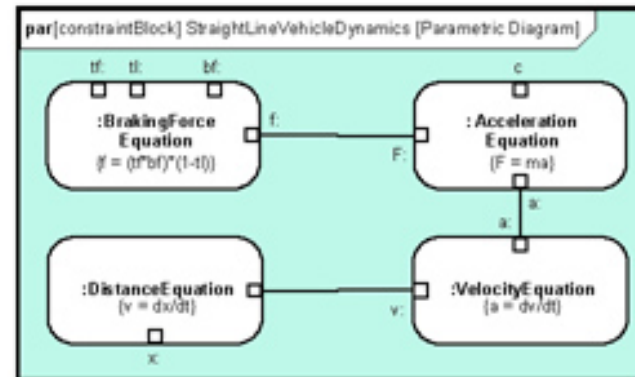 par[constraintBlock] StraightLineVehicleDynamics [Parametric Diagram]
tf: tl: bf: c
:BrakingForce
Equation
{f = (tf*bf)*(1-tl)}
f:
F:
:Acceleration
Equation
{F = ma}
a:
a:
:DistanceEquation
{v = dx/dt}
x:
v:
:VelocityEquation
{a = dv/dt}